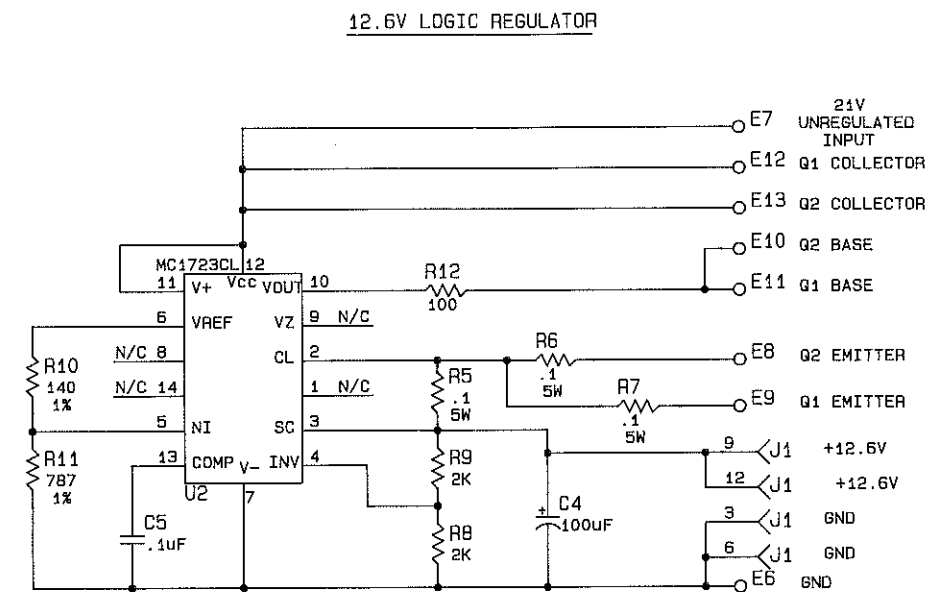 12.6V LOGIC REGULATOR
E7 21V
UNREGULATED
INPUT
E12 Q1 COLLECTOR
E13 Q2 COLLECTOR
E10 Q2 BASE
E11 Q1 BASE
MC1723CL 12
11 V+ Vcc VOUT 10
R12
100
6 VREF VZ 9 N/C
N/C 8 CL 2
R6
.1
5W
E8 Q2 EMITTER
R10
140
1%
N/C 14 1 N/C
R5
.1
5W
R7
.1
5W
E9 Q1 EMITTER
5 NI SC 3
R11
787
1%
13 COMP V- INV 4
U2 7
R9
2K
9 J1 +12.6V
12 J1 +12.6V
C5
.1uF
R8
2K
+ C4
100uF
3 J1 GND
6 J1 GND
E6 GND